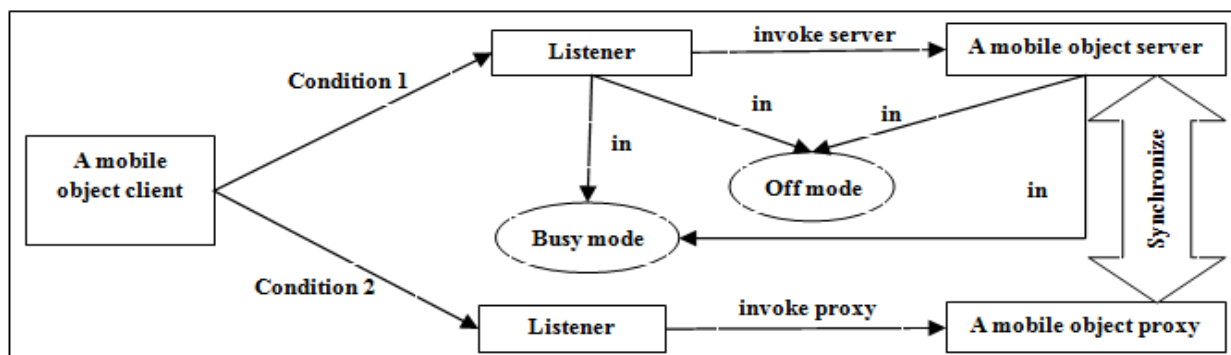 invoke server
A mobile object server
Listener
Condition 1
in
in
in
A mobile
object client
Off mode
in
in
Synchronize
Busy mode
Condition 2
invoke proxy
Listener
A mobile object proxy